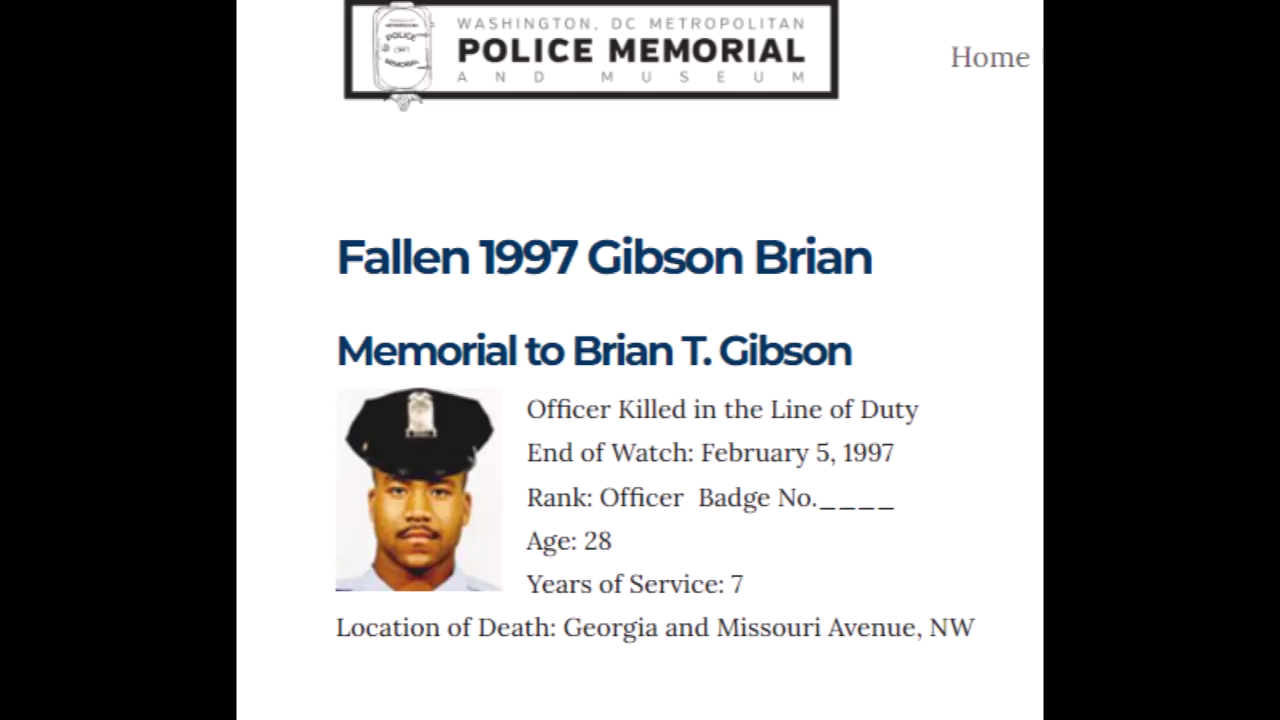 WASHINGTON, DC METROPOLITAN
POLICE MEMORIAL
AND MUSEUM
Home
Fallen 1997 Gibson Brian
Memorial to Brian T. Gibson
Officer Killed in the Line of Duty
End of Watch: February 5, 1997
Rank: Officer  Badge No.____
Age: 28
Years of Service: 7
Location of Death: Georgia and Missouri Avenue, NW